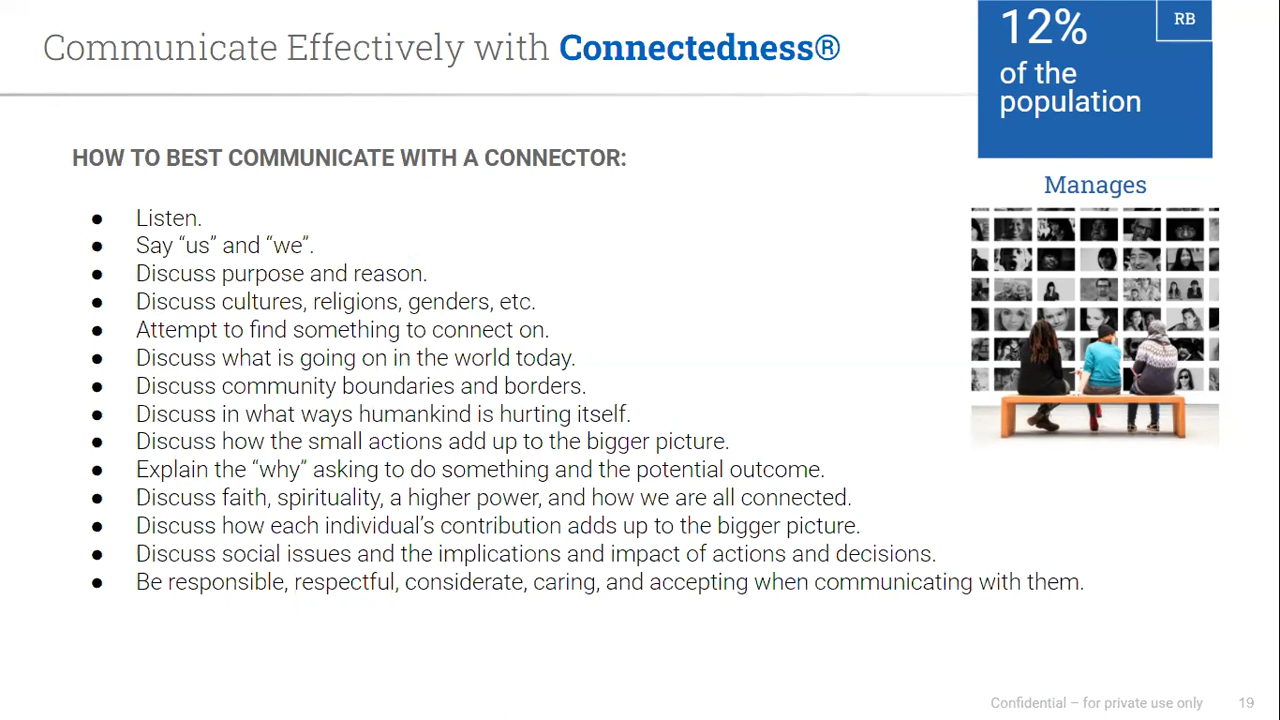 Communicate Effectively with Connectedness®
12%
of the
population
RB
HOW TO BEST COMMUNICATE WITH A CONNECTOR:
Manages
● Listen.
● Say “us” and “we”.
● Discuss purpose and reason.
● Discuss cultures, religions, genders, etc.
● Attempt to find something to connect on.
● Discuss what is going on in the world today.
● Discuss community boundaries and borders.
● Discuss in what ways humankind is hurting itself.
● Discuss how the small actions add up to the bigger picture.
● Explain the “why” asking to do something and the potential outcome.
● Discuss faith, spirituality, a higher power, and how we are all connected.
● Discuss how each individual’s contribution adds up to the bigger picture.
● Discuss social issues and the implications and impact of actions and decisions.
● Be responsible, respectful, considerate, caring, and accepting when communicating with them.
Confidential – for private use only 19